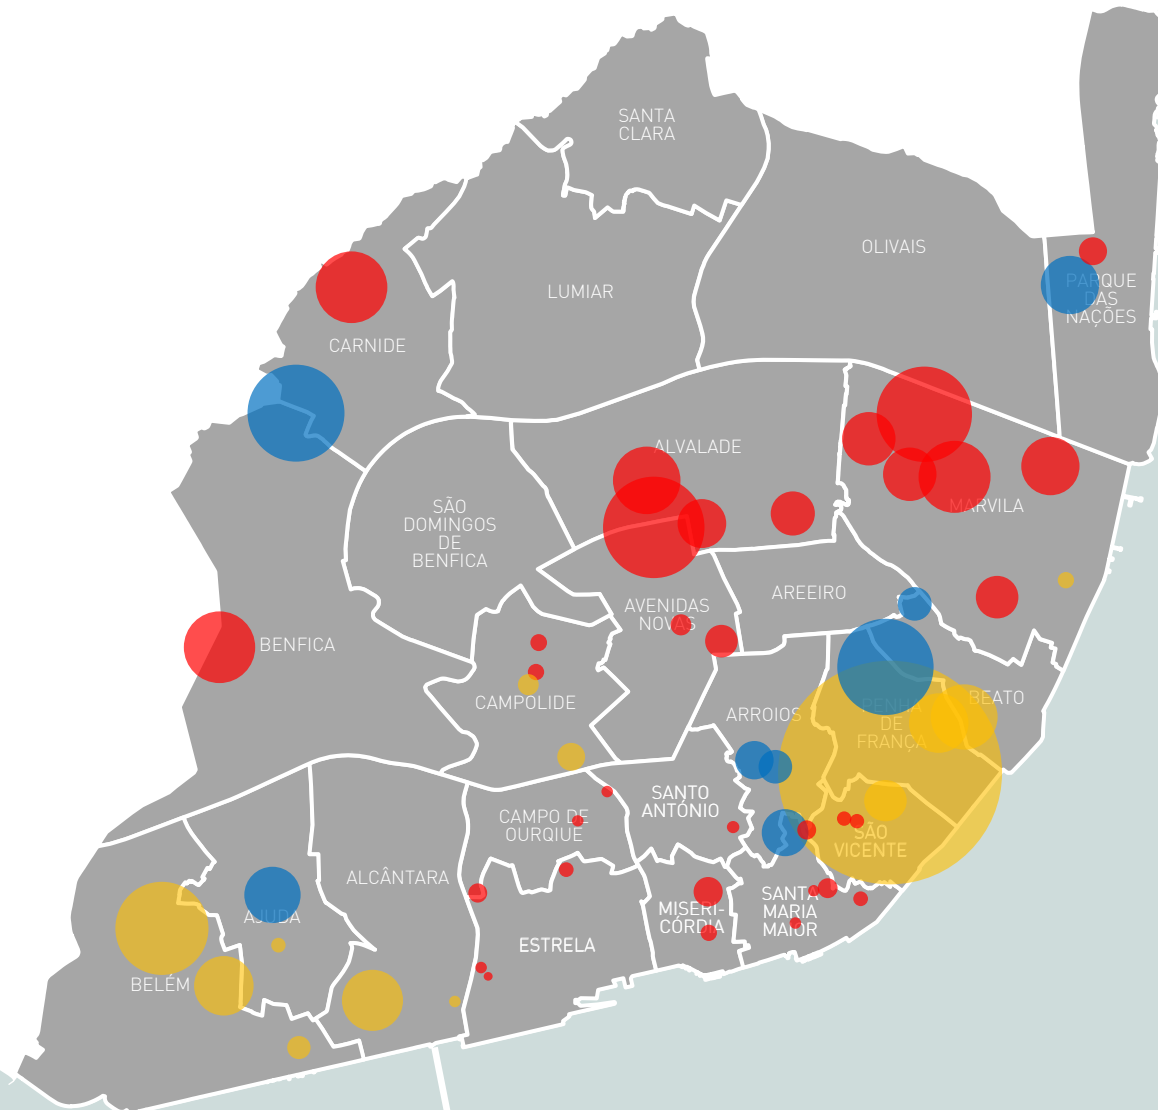 SANTA
CLARA
OLIVAIS
LUMIAR
PARQUE
DAS
NAÇÕES
CARNIDE
ALVALADE
MARVILA
SÃO
DOMINGOS
DE
BENFICA
AREEIRO
AVENIDAS
NOVAS
BENFICA
CAMPOLIDE
ARROIOS
BEATO
PENHA
DE
FRANÇA
SANTO
ANTÓNIO
CAMPO DE
OURQIUE
SÃO
VICENTE
ALCÂNTARA
AJUDA
MISERI-
CÓRDIA
SANTA
MARIA
MAIOR
ESTRELA
BELÉM